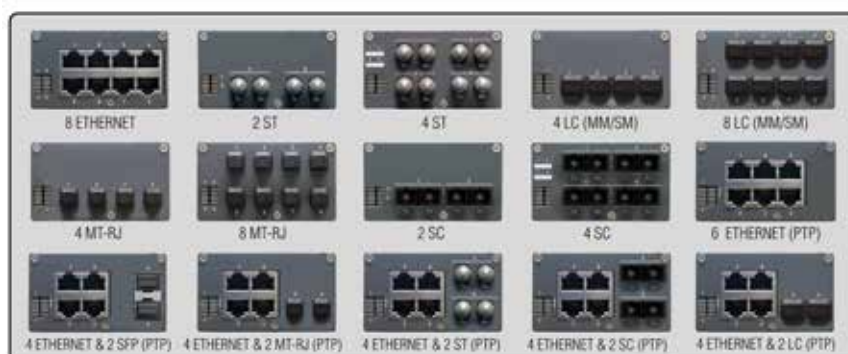 8 ETHERNET
2 ST
4 ST
4 LC (MM/SM)
8 LC (MM/SM)
4 MT-RJ
8 MT-RJ
2 SC
4 SC
6 ETHERNET (PTP)
4 ETHERNET & 2 SFP (PTP)
4 ETHERNET & 2 MT-RJ (PTP)
4 ETHERNET & 2 ST (PTP)
4 ETHERNET & 2 SC (PTP)
4 ETHERNET & 2 LC (PTP)